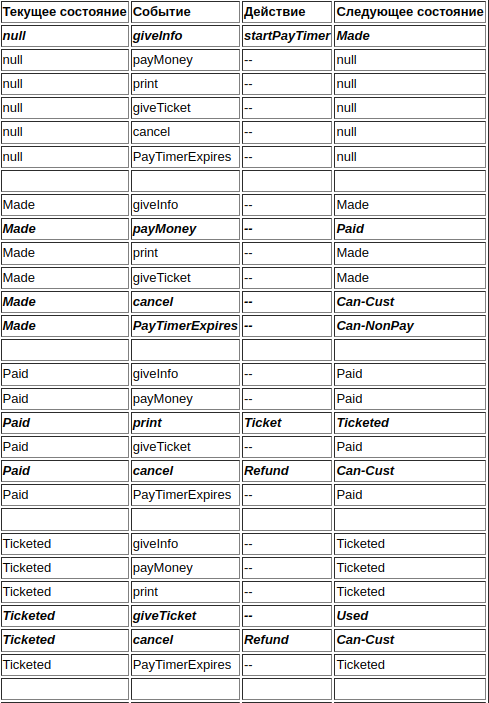 Текущее состояние Событие Действие Следующее состояние
null giveInfo startPayTimer Made
null payMoney -- null
null print -- null
null giveTicket -- null
null cancel -- null
null PayTimerExpires -- null
Made giveInfo -- Made
Made payMoney -- Paid
Made print -- Made
Made giveTicket -- Made
Made cancel -- Can-Cust
Made PayTimerExpires -- Can-NonPay
Paid giveInfo -- Paid
Paid payMoney -- Paid
Paid print Ticket Ticketed
Paid giveTicket -- Paid
Paid cancel Refund Can-Cust
Paid PayTimerExpires -- Paid
Ticketed giveInfo -- Ticketed
Ticketed payMoney -- Ticketed
Ticketed print -- Ticketed
Ticketed giveTicket -- Used
Ticketed cancel Refund Can-Cust
Ticketed PayTimerExpires -- Ticketed